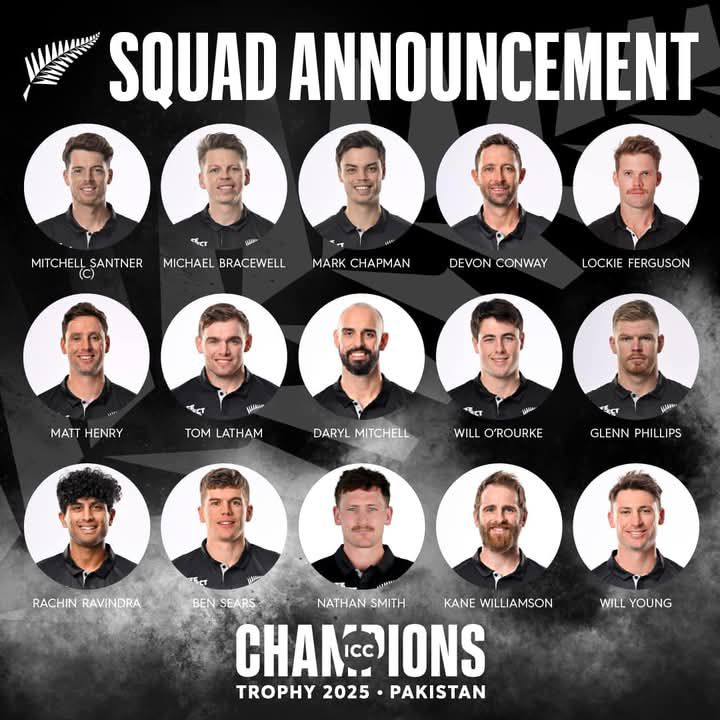 SQUAD ANNOUNCEMENT
MITCHELL SANTNER
(C)
MICHAEL BRACEWELL
MARK CHAPMAN
DEVON CONWAY
LOCKIE FERGUSON
MATT HENRY
TOM LATHAM
DARYL MITCHELL
WILL O'ROURKE
GLENN PHILLIPS
RACHIN RAVINDRA
BEN SEARS
NATHAN SMITH
KANE WILLIAMSON
WILL YOUNG
ICC
CHAMPIONS
TROPHY 2025 • PAKISTAN